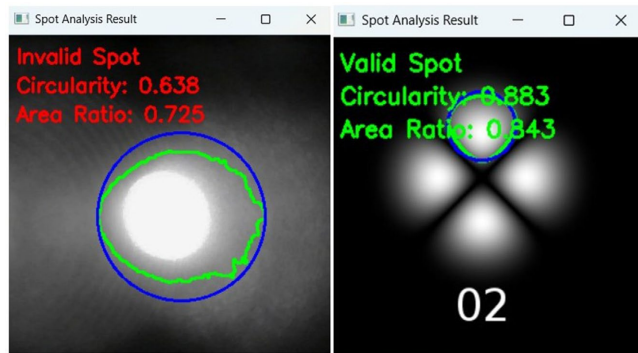 Spot Analysis Result
Invalid Spot
Circularity: 0.638
Area Ratio: 0.725
Spot Analysis Result
Valid Spot
Circularity: 0.883
Area Ratio: 0.843
02